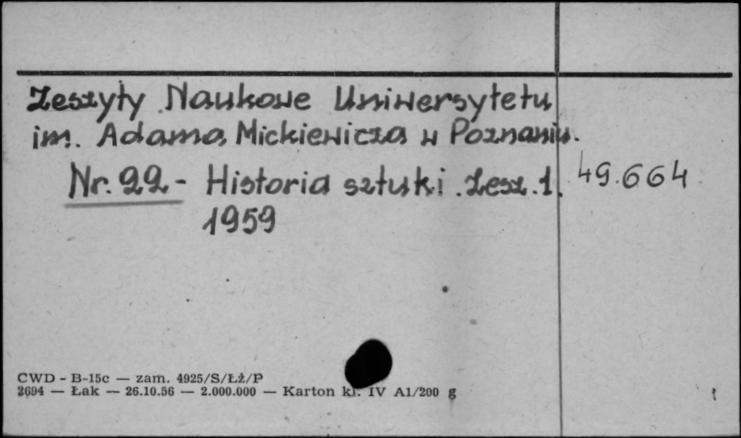 Zeszyty Naukowe Uniwersytetu
im. Adama Mickiewicza w Poznaniu.
Nr. 22 - Historia sztuki. Zesz. 1. 49.664
1959
CWD - B-15c — zam. 4925/S/ŁŻ/P
2694 — Łak — 26.10.56 — 2.000.000 — Karton kl. IV A1/200 g